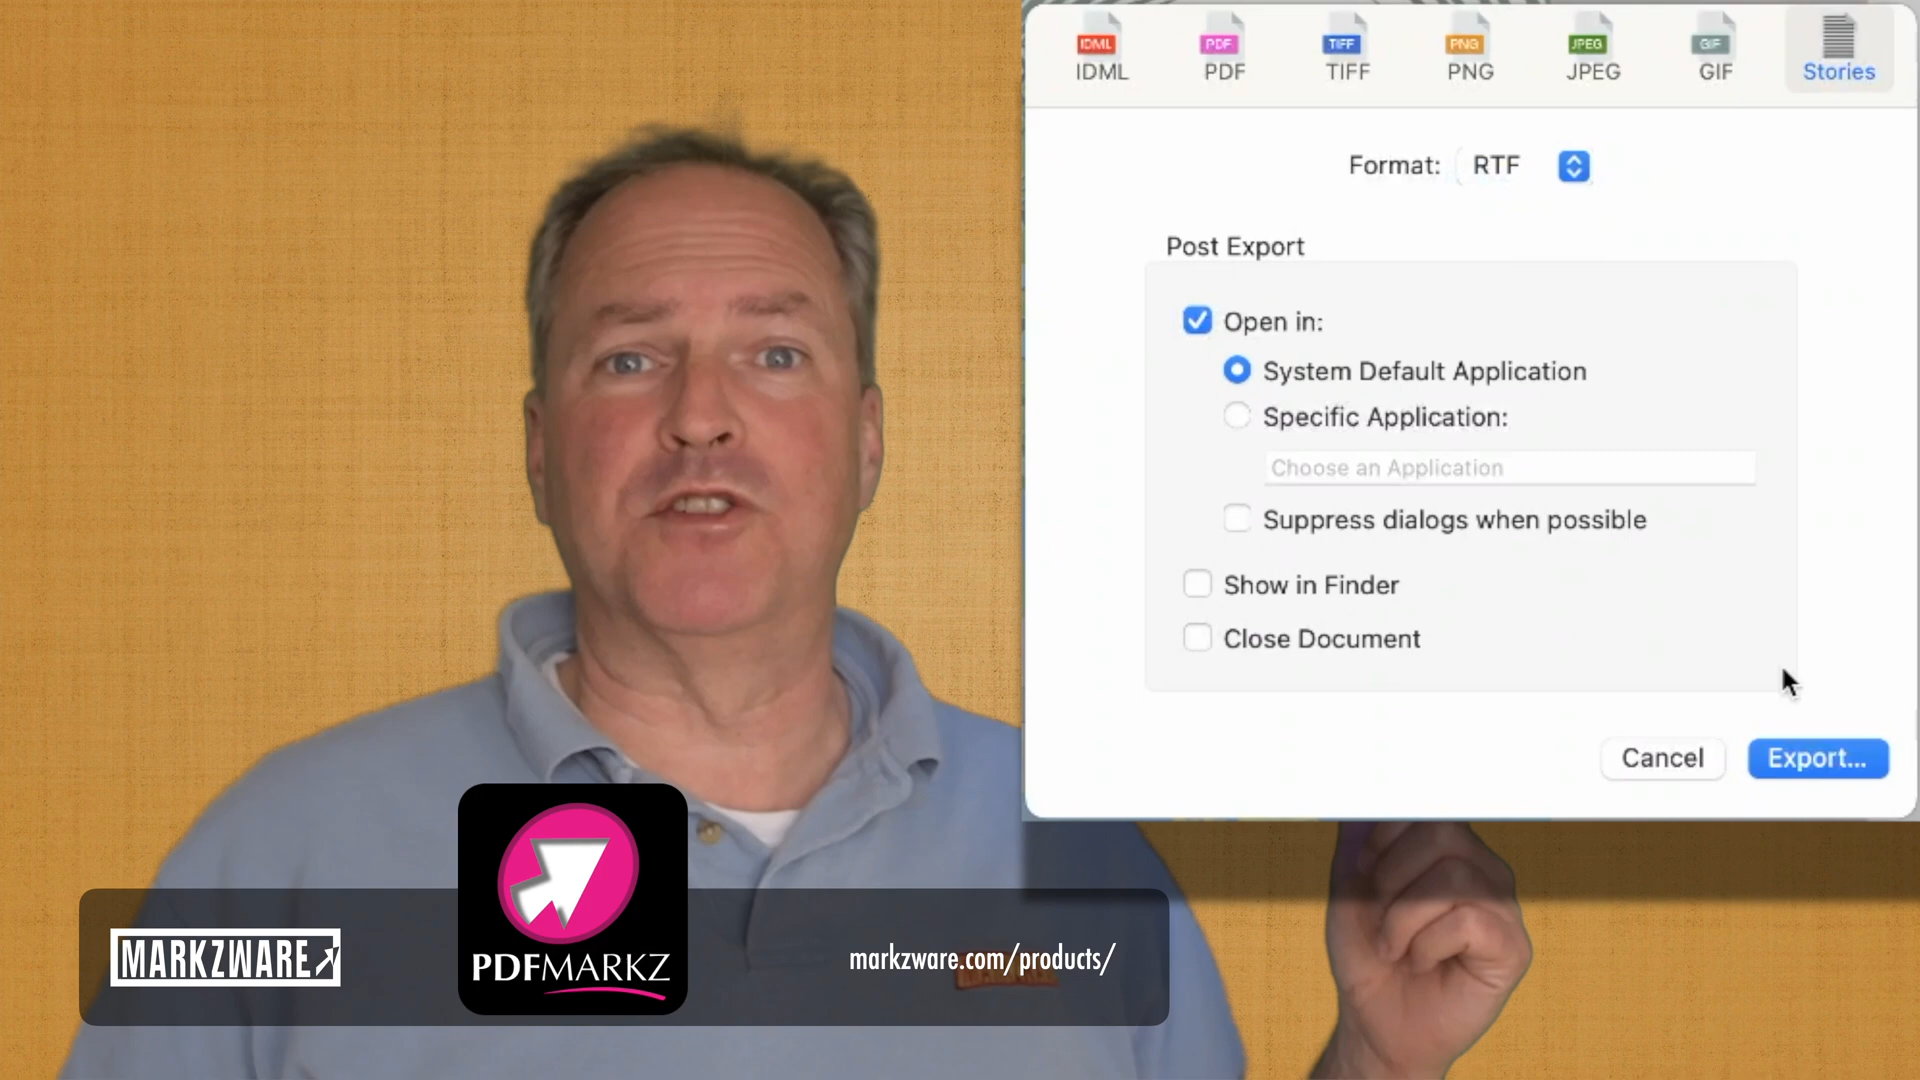 IDML
PDF
TIFF
PNG
JPEG
GIF
IDML
PDF
TIFF
PNG
JPEG
GIF
Stories
Format: RTF
Post Export
Open in:
System Default Application
Specific Application:
Choose an Application
Suppress dialogs when possible
Show in Finder
Close Document
Cancel
Export...
MARKZWARE
PDFMARKZ
markzware.com/products/